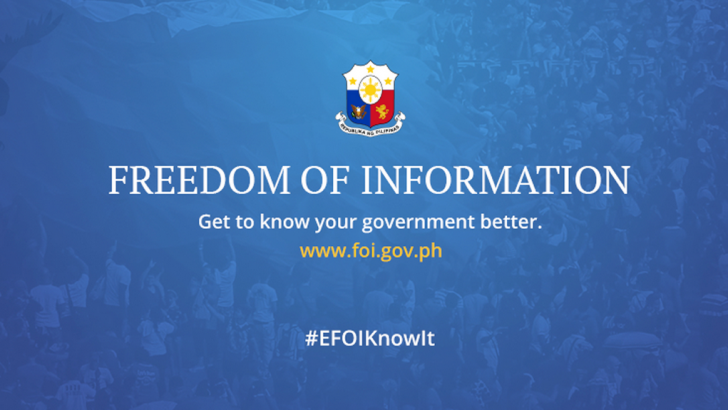 REPUBLIKA NG PILIPINAS
FREEDOM OF INFORMATION
Get to know your government better.
www.foi.gov.ph
#EFOIKnowIt